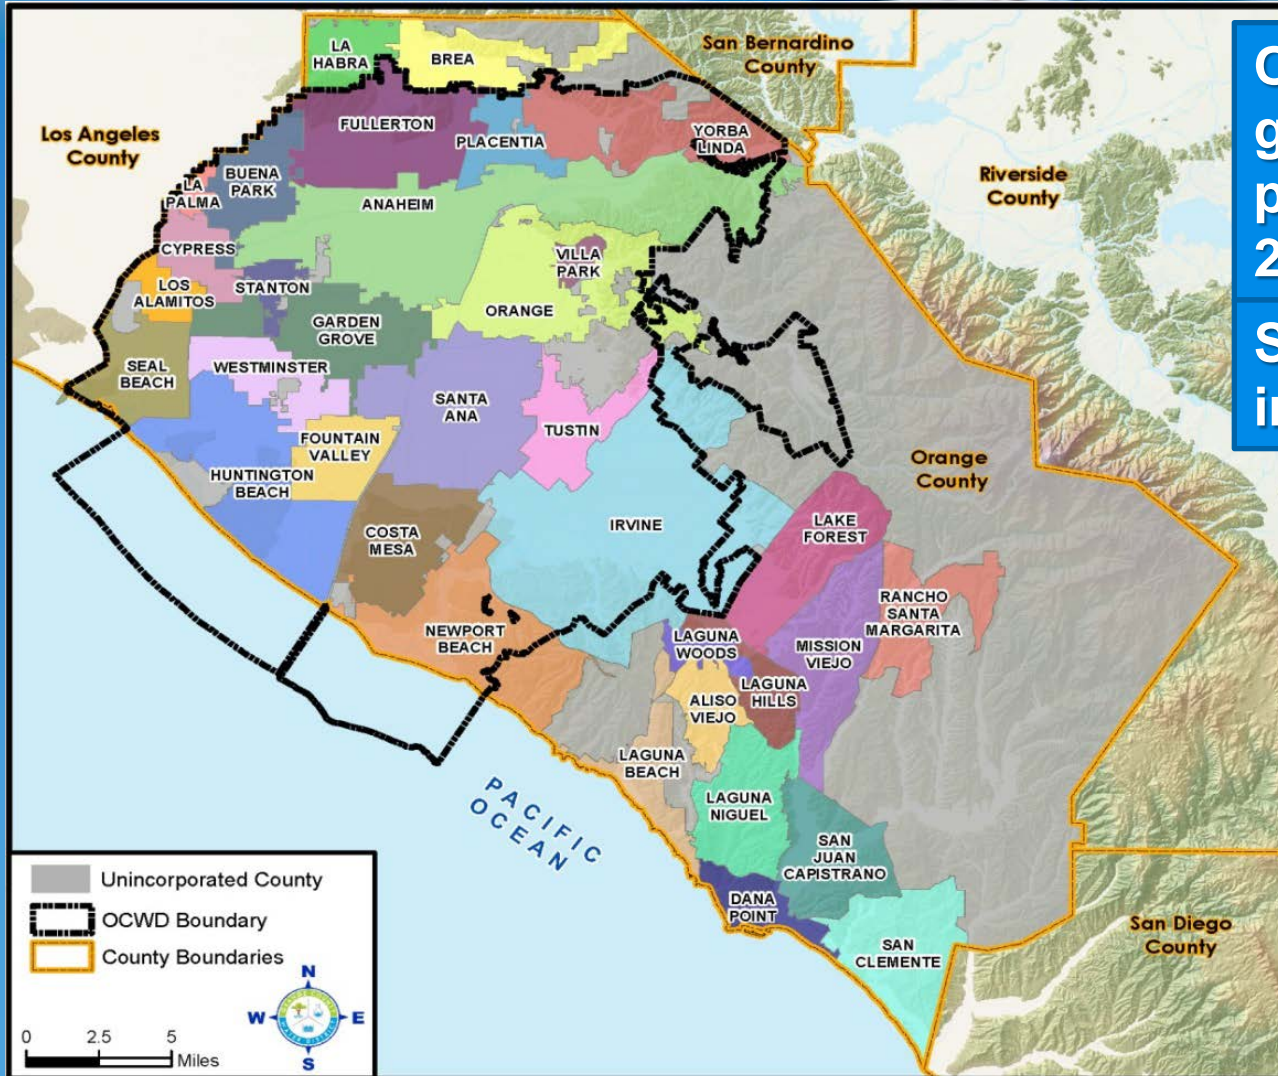 LA
HABRA
BREA
San Bernardino
County
Los Angeles
County
FULLERTON
PLACENTIA
YORBA
LINDA
BUENA
PARK
LA
PALMA
ANAHEIM
Riverside
County
CYPRESS
VILLA
PARK
LOS
ALAMITOS
STANTON
ORANGE
GARDEN
GROVE
SEAL
BEACH
WESTMINSTER
SANTA
ANA
TUSTIN
FOUNTAIN
VALLEY
HUNTINGTON
BEACH
Orange
County
COSTA
MESA
IRVINE
LAKE
FOREST
RANCHO
SANTA
MARGARITA
NEWPORT
BEACH
LAGUNA
WOODS
MISSION
VIEJO
LAGUNA
HILLS
ALISO
VIEJO
LAGUNA
BEACH
PACIFIC
OCEAN
LAGUNA
NIGUEL
SAN
JUAN
CAPISTRANO
DANA
POINT
SAN
CLEMENTE
San Diego
County
Unincorporated County
OCWD Boundary
County Boundaries
N
W E
S
0 2.5 5
Miles